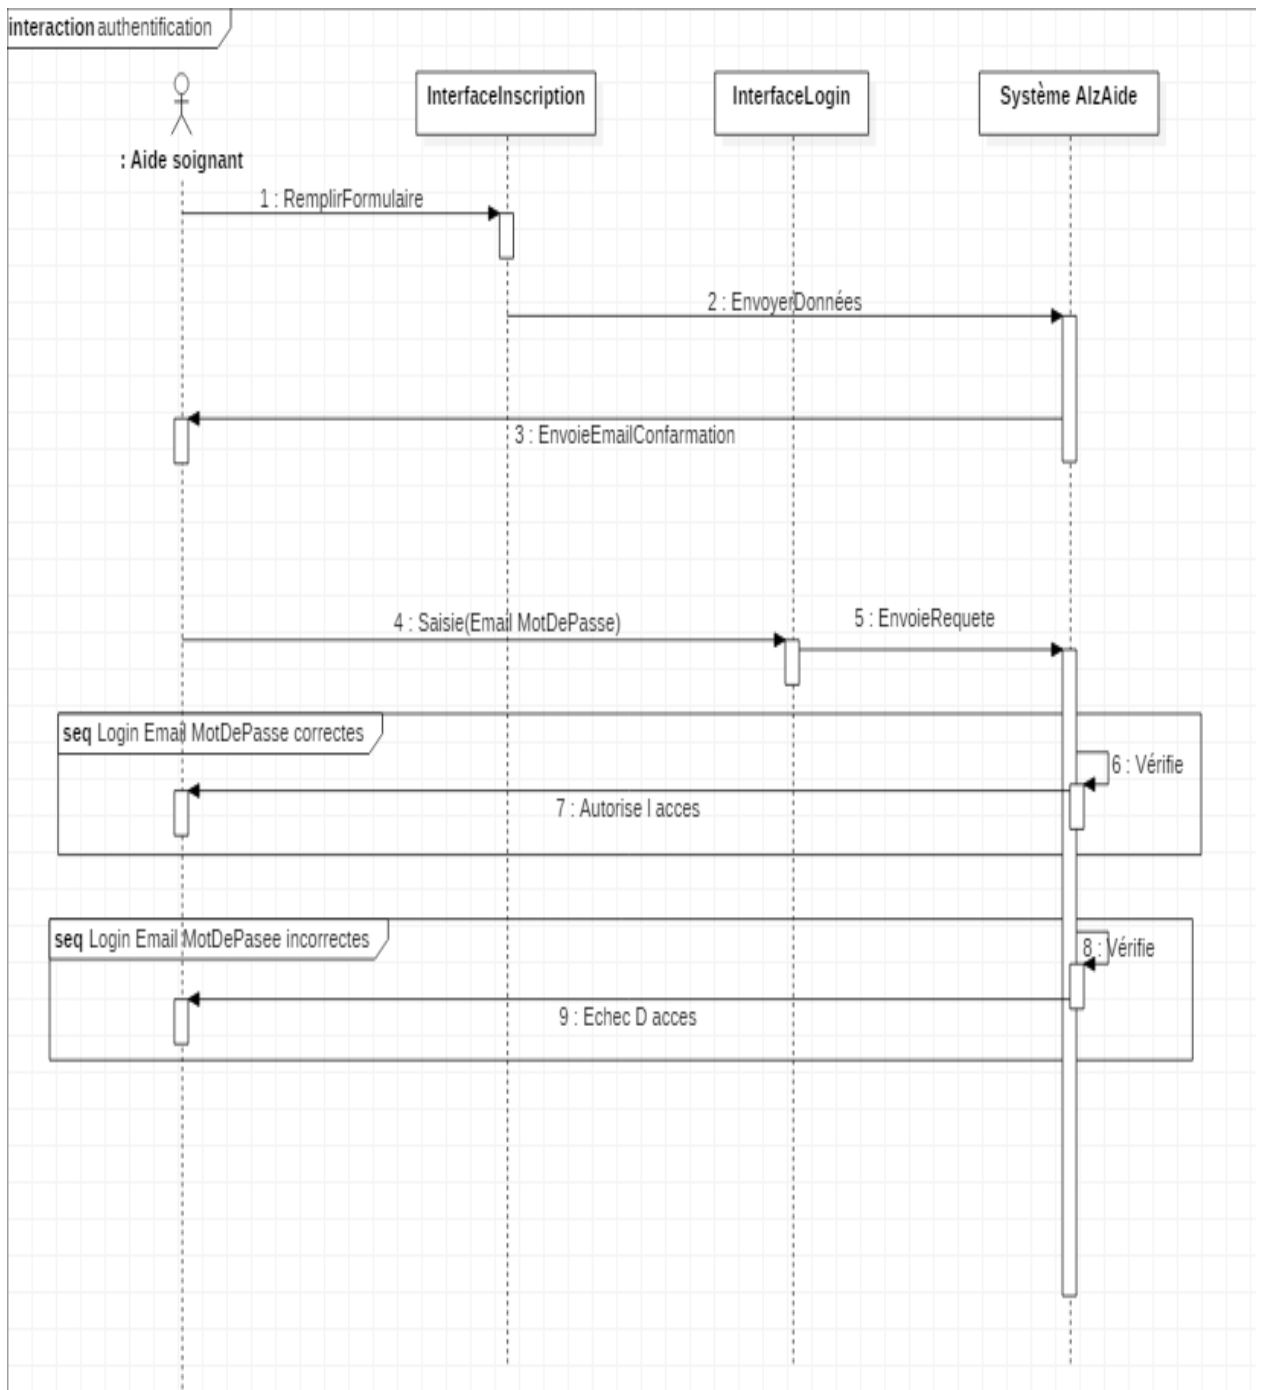 interaction authentification
InterfaceInscription
InterfaceLogin
Système AlzAide
: Aide soignant
1 : RemplirFormulaire
2 : EnvoyerDonnées
3 : EnvoieEmailConfarmation
4 : Saisie(Email MotDePasse)
5 : EnvoieRequete
seq Login Email MotDePasse correctes
6 : Vérifie
7 : Autorise l acces
seq Login Email MotDePasee incorrectes
8 : Vérifie
9 : Echec D acces